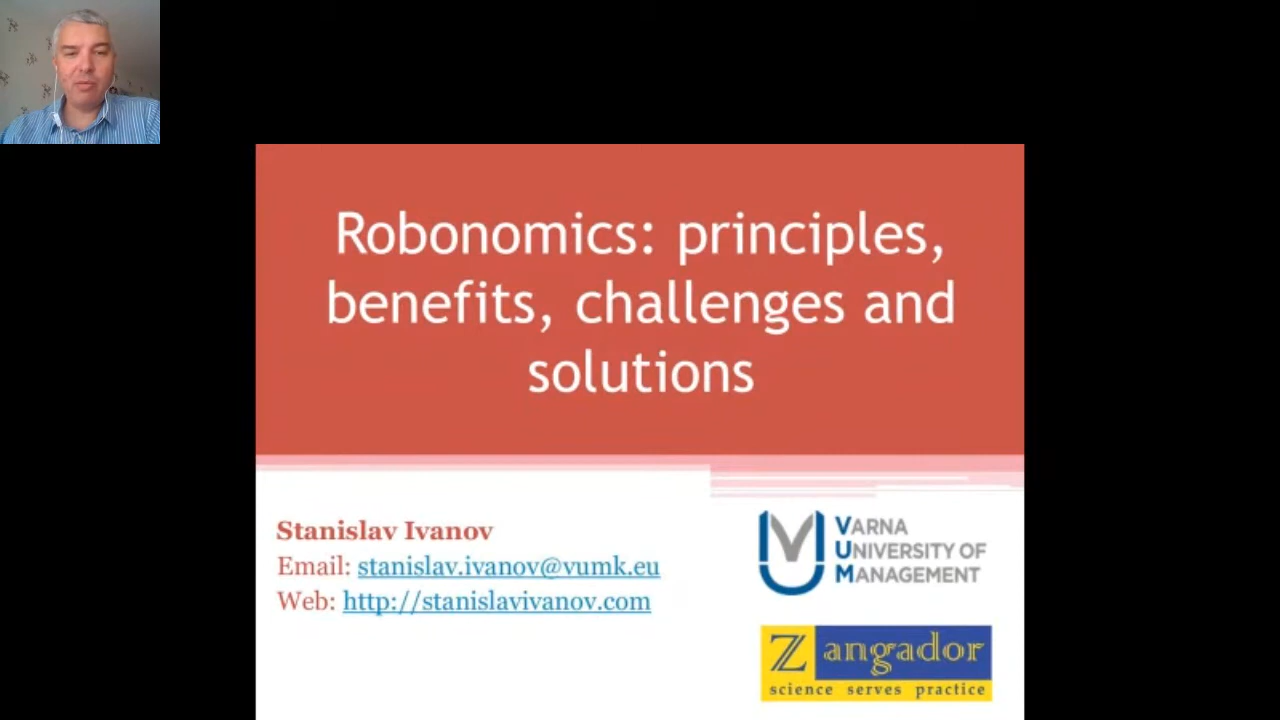 Robonomics: principles,
benefits, challenges and
solutions
Stanislav Ivanov
Email: stanislav.ivanov@vumk.eu
Web: http://stanislavivanov.com
VARNA
UNIVERSITY OF
MANAGEMENT
Zangador
science serves practice